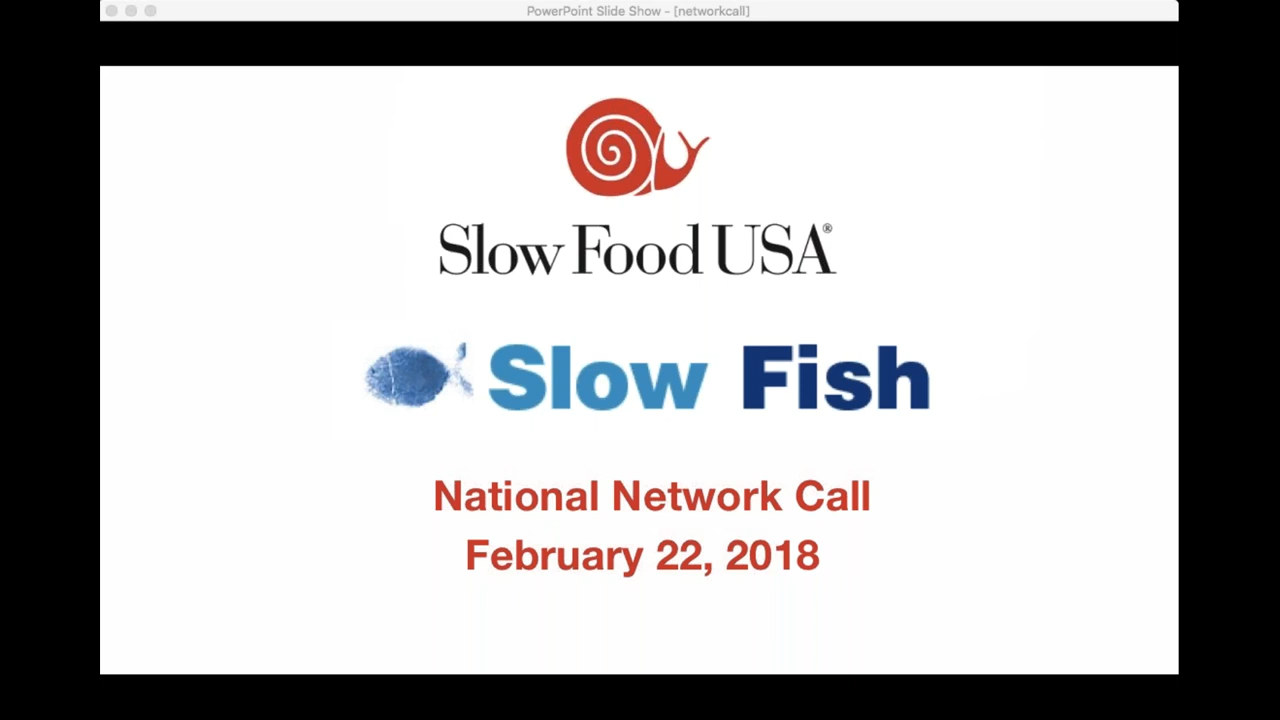 PowerPoint Slide Show - [networkcall]
Slow Food USA®
Slow Fish
National Network Call
February 22, 2018